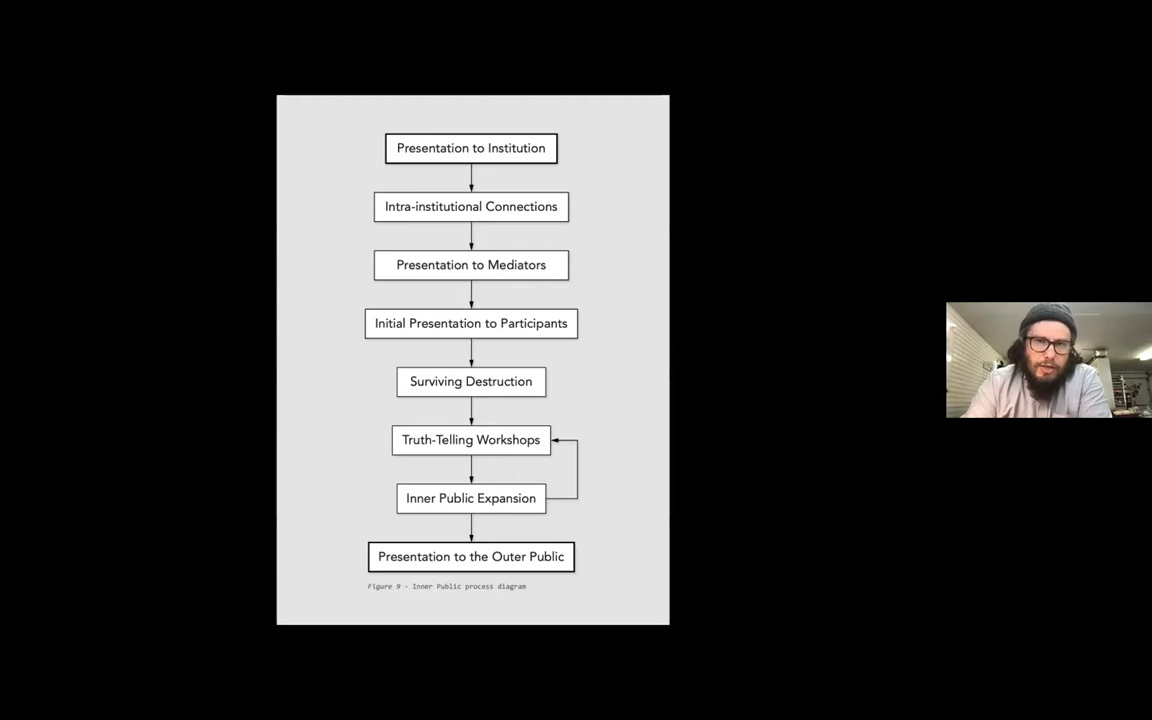 Presentation to Institution
Intra-institutional Connections
Presentation to Mediators
Initial Presentation to Participants
Surviving Destruction
Truth-Telling Workshops
Inner Public Expansion
Presentation to the Outer Public
Figure 9 - Inner Public process diagram